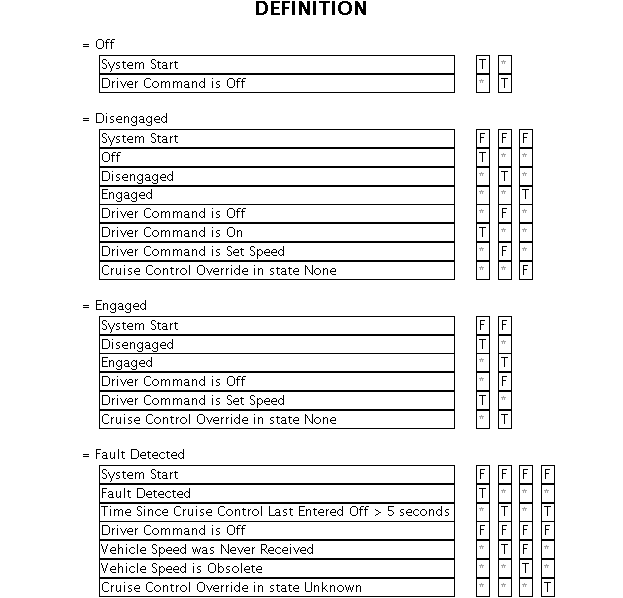 DEFINITION
= Off
System Start T *
Driver Command is Off * T
= Disengaged
System Start F F F
Off T * *
Disengaged * T *
Engaged * * T
Driver Command is Off * F *
Driver Command is On T * *
Driver Command is Set Speed * F *
Cruise Control Override in state None * * F
= Engaged
System Start F F
Disengaged T *
Engaged * T
Driver Command is Off * F
Driver Command is Set Speed T *
Cruise Control Override in state None * T
= Fault Detected
System Start F F F F
Fault Detected T * * *
Time Since Cruise Control Last Entered Off > 5 seconds * T * T
Driver Command is Off F F F F
Vehicle Speed was Never Received * T F *
Vehicle Speed is Obsolete * * T *
Cruise Control Override in state Unknown * * * T